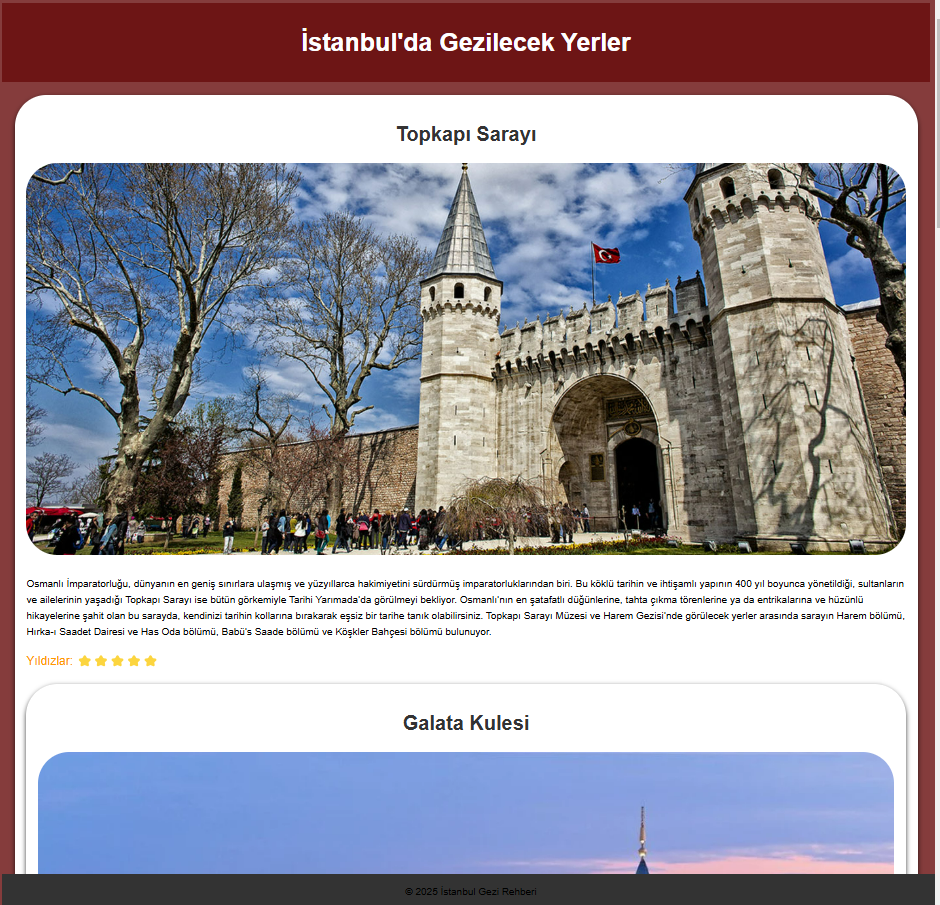 İstanbul'da Gezilecek Yerler
Topkapı Sarayı
Osmanlı İmparatorluğu, dünyanın en geniş sınırlara ulaşmış ve yüzyıllarca hakimiyetini sürdürmüş imparatorluklarından biri. Bu köklü tarihin ve ihtişamlı yapının 400 yıl boyunca yönetildiği, sultanların
ve ailelerinin yaşadığı Topkapı Sarayı ise bütün görkemiyle Tarihi Yarımada'da görülmeyi bekliyor. Osmanlı'nın en şatafatlı düğünlerine, tahta çıkma törenlerine ya da entrikalarına ve hüzünlü
hikayelerine şahit olan bu sarayda, kendinizi tarihin kollarına bırakarak eşsiz bir tarihe tanık olabilirsiniz. Topkapı Sarayı Müzesi ve Harem Gezisi'nde görülecek yerler arasında sarayın Harem bölümü,
Hırka-ı Saadet Dairesi ve Has Oda bölümü, Babü's Saade bölümü ve Köşkler Bahçesi bölümü bulunuyor.
Yıldızlar:
Galata Kulesi
© 2025 İstanbul Gezi Rehberi